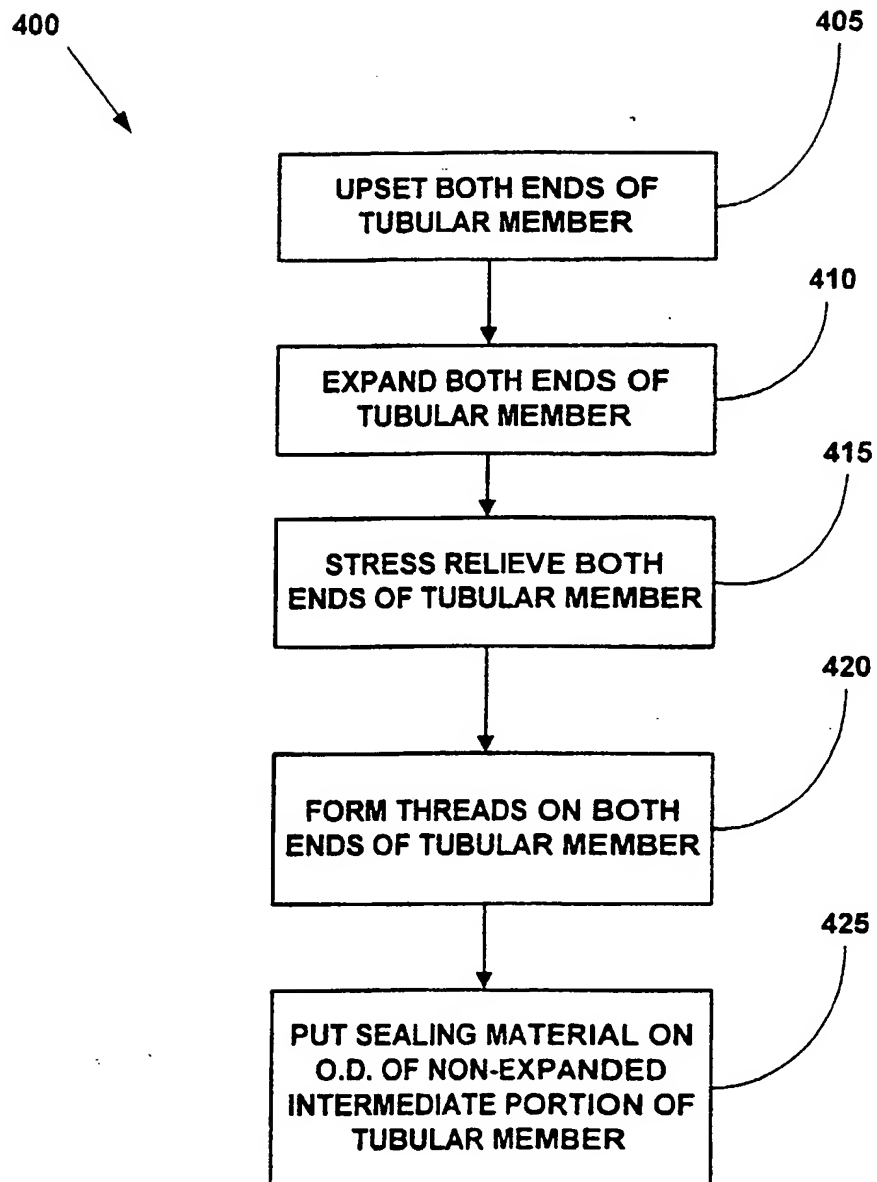 400
405
UPSET BOTH ENDS OF
TUBULAR MEMBER
410
EXPAND BOTH ENDS OF
TUBULAR MEMBER
415
STRESS RELIEVE BOTH
ENDS OF TUBULAR MEMBER
420
FORM THREADS ON BOTH
ENDS OF TUBULAR MEMBER
425
PUT SEALING MATERIAL ON
O.D. OF NON-EXPANDED
INTERMEDIATE PORTION OF
TUBULAR MEMBER